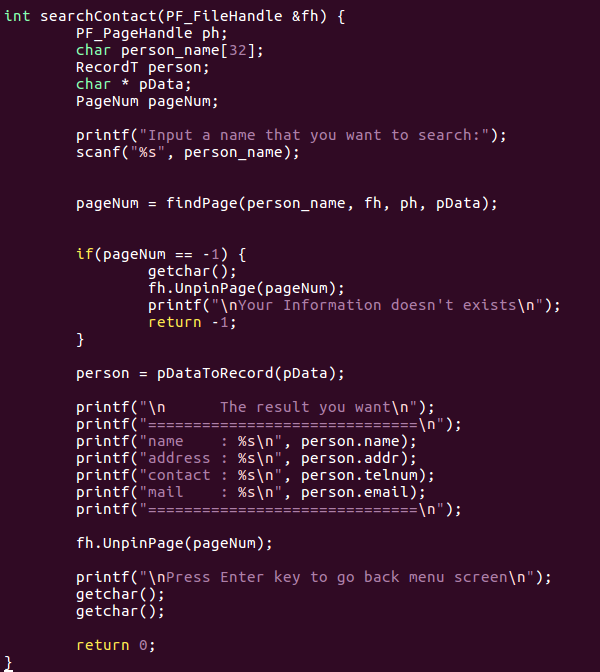 int searchContact(PF_FileHandle &fh) {
        PF_PageHandle ph;
        char person_name[32];
        RecordT person;
        char * pData;
        PageNum pageNum;

        printf("Input a name that you want to search:");
        scanf("%s", person_name);


        pageNum = findPage(person_name, fh, ph, pData);


        if(pageNum == -1) {
                getchar();
                fh.UnpinPage(pageNum);
                printf("\nYour Information doesn't exists\n");
                return -1;
        }

        person = pDataToRecord(pData);

        printf("\n      The result you want\n");
        printf("==============================\n");
        printf("name    : %s\n", person.name);
        printf("address : %s\n", person.addr);
        printf("contact : %s\n", person.telnum);
        printf("mail    : %s\n", person.email);
        printf("==============================\n");

        fh.UnpinPage(pageNum);

        printf("\nPress Enter key to go back menu screen\n");
        getchar();
        getchar();

        return 0;
}